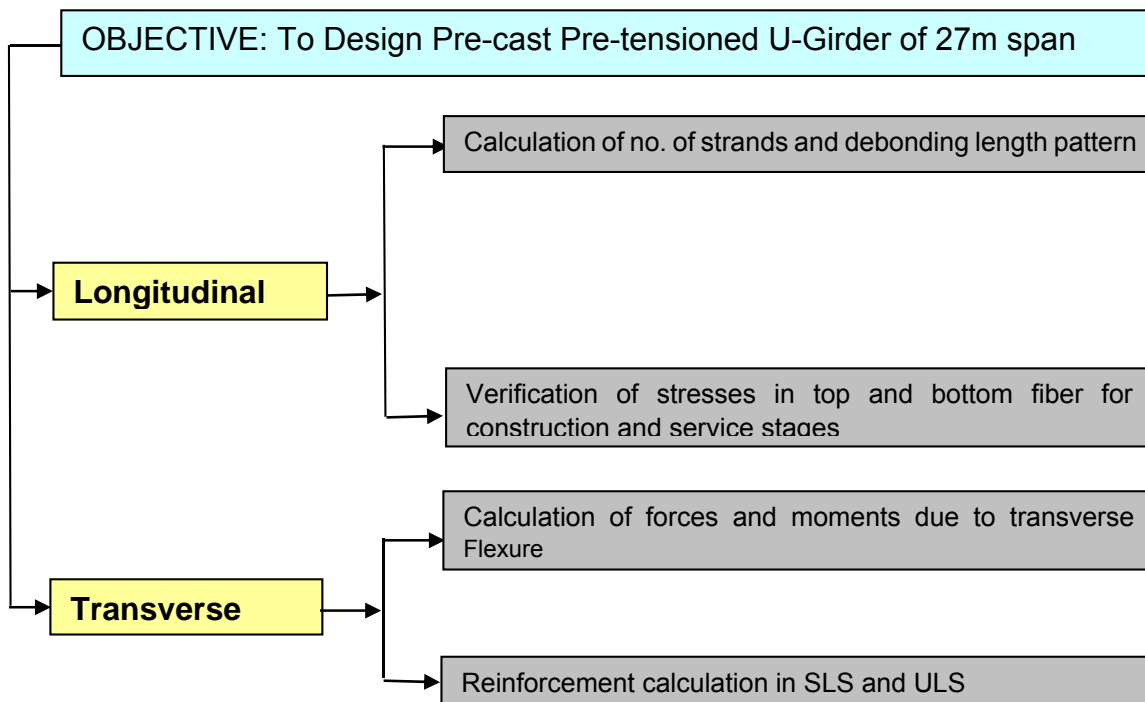 OBJECTIVE: To Design Pre-cast Pre-tensioned U-Girder of 27m span
Calculation of no. of strands and debonding length pattern
Longitudinal
Verification of stresses in top and bottom fiber for
construction and service stages
Calculation of forces and moments due to transverse
Flexure
Transverse
Reinforcement calculation in SLS and ULS